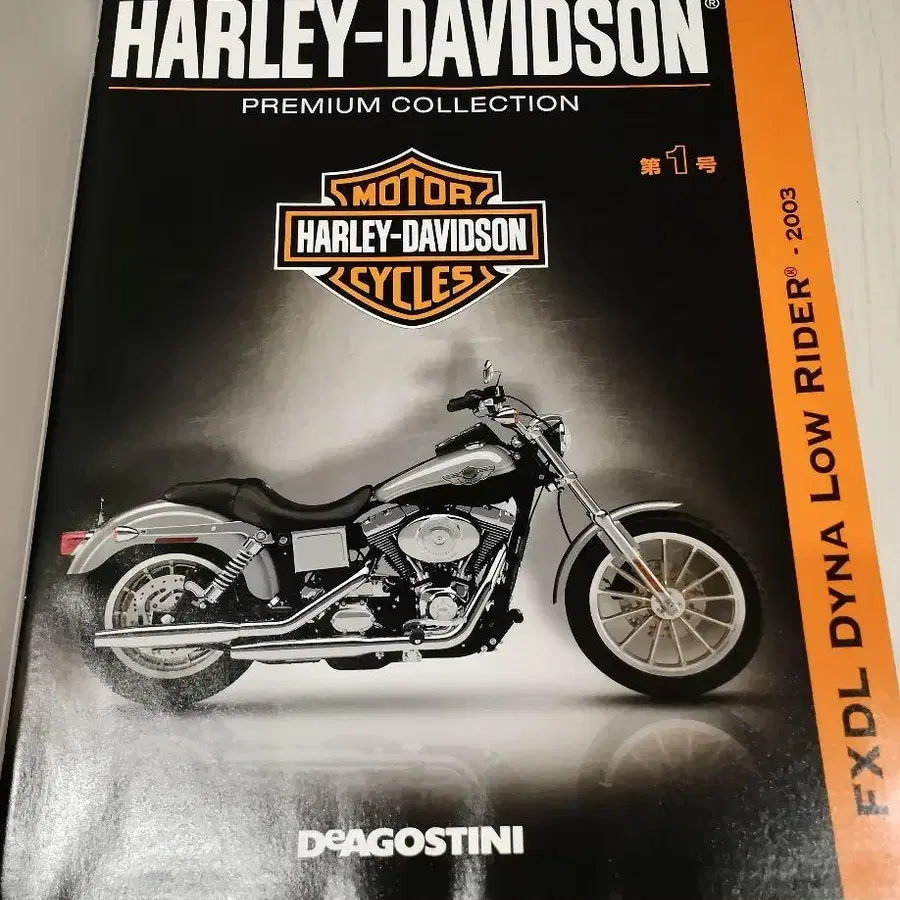 HARLEY-DAVIDSON®
PREMIUM COLLECTION
第1号
MOTOR
HARLEY-DAVIDSON
CYCLES
FXDL DYNA LOW RIDER® - 2003
DeAGOSTINI